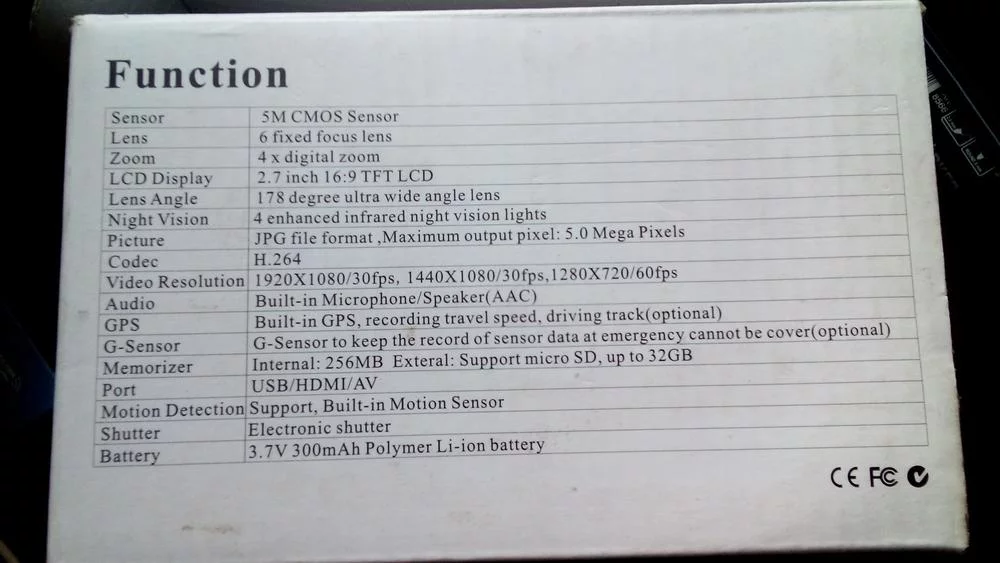 Function
Sensor 5M CMOS Sensor
Lens 6 fixed focus lens
Zoom 4 x digital zoom
LCD Display 2.7 inch 16:9 TFT LCD
Lens Angle 178 degree ultra wide angle lens
Night Vision 4 enhanced infrared night vision lights
Picture JPG file format ,Maximum output pixel: 5.0 Mega Pixels
Codec H.264
Video Resolution 1920X1080/30fps, 1440X1080/30fps,1280X720/60fps
Audio Built-in Microphone/Speaker(AAC)
GPS Built-in GPS, recording travel speed, driving track(optional)
G-Sensor G-Sensor to keep the record of sensor data at emergency cannot be cover(optional)
Memorizer Internal: 256MB Exteral: Support micro SD, up to 32GB
Port USB/HDMI/AV
Motion Detection Support, Built-in Motion Sensor
Shutter Electronic shutter
Battery 3.7V 300mAh Polymer Li-ion battery
CE FC